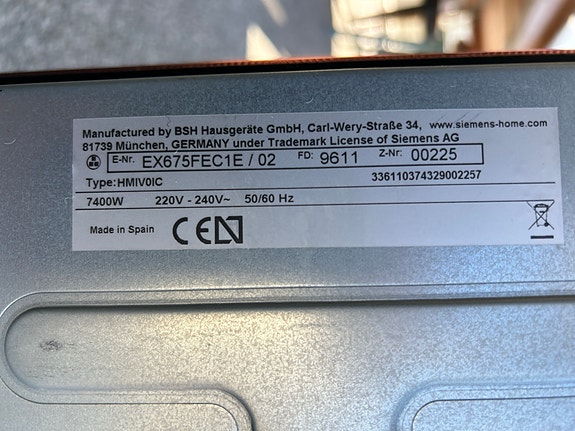 Manufactured by BSH Hausgeräte GmbH, Carl-Wery-Straße 34, www.siemens-home.com
81739 München, GERMANY under Trademark License of Siemens AG
E-Nr. EX675FEC1E / 02 FD: 9611 Z-Nr: 00225
Type:HMIV0IC 336110374329002257
7400W 220V - 240V~ 50/60 Hz
Made in Spain CE N